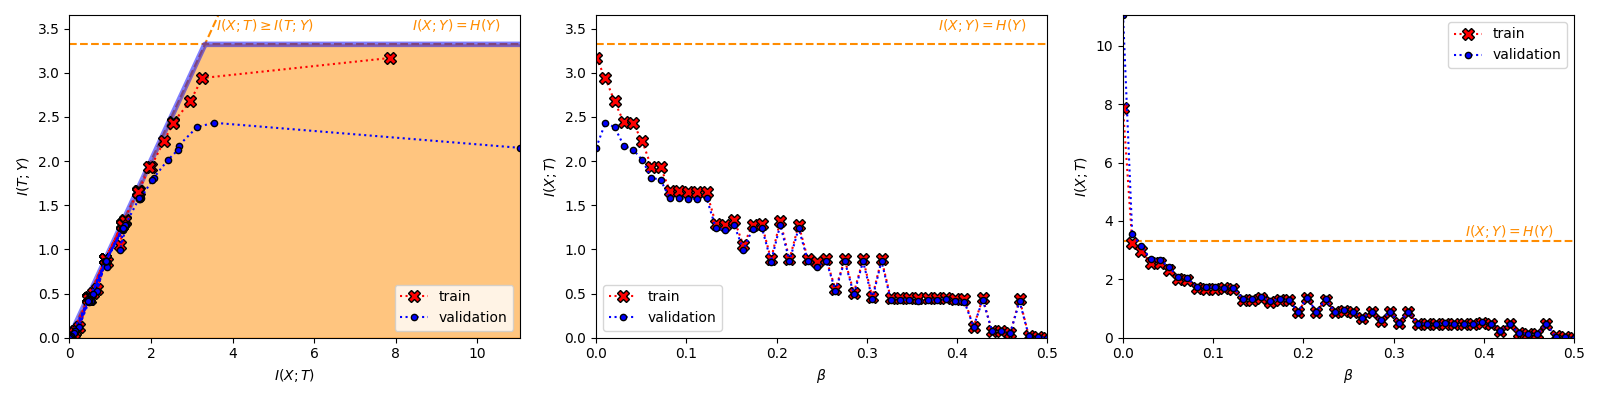 I(X;T) ≥ I(T;Y)
I(X;Y) = H(Y)
3.5
3.0
2.5
2.0
1.5
1.0
0.5
0.0
I(T;Y)
train
validation
0
2
4
6
8
10
I(X;T)
I(X;Y) = H(Y)
3.5
3.0
2.5
2.0
1.5
1.0
0.5
0.0
I(X;T)
train
validation
0.0
0.1
0.2
0.3
0.4
0.5
β
train
validation
10
8
6
4
2
0
I(X;T)
I(X;Y) = H(Y)
0.0
0.1
0.2
0.3
0.4
0.5
β